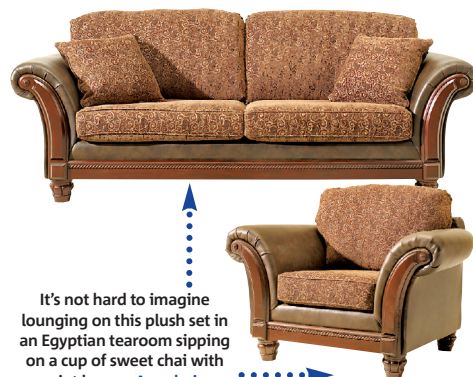 It's not hard to imagine
lounging on this plush set in
an Egyptian tearoom sipping
on a cup of sweet chai with